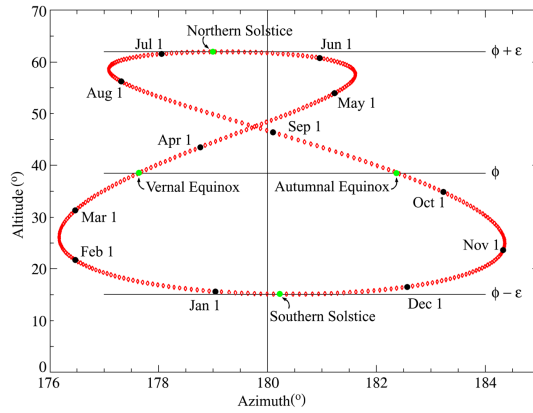 Northern Solstice
70
60
50
40
30
20
10
0
Altitude(°)
Jul 1
Jun 1
ϕ + ε
Aug 1
May 1
Apr 1
Sep 1
ϕ
Vernal Equinox
Autumnal Equinox
Oct 1
Mar 1
Feb 1
Nov 1
Jan 1
Dec 1
ϕ − ε
Southern Solstice
176
178
180
182
184
Azimuth(°)